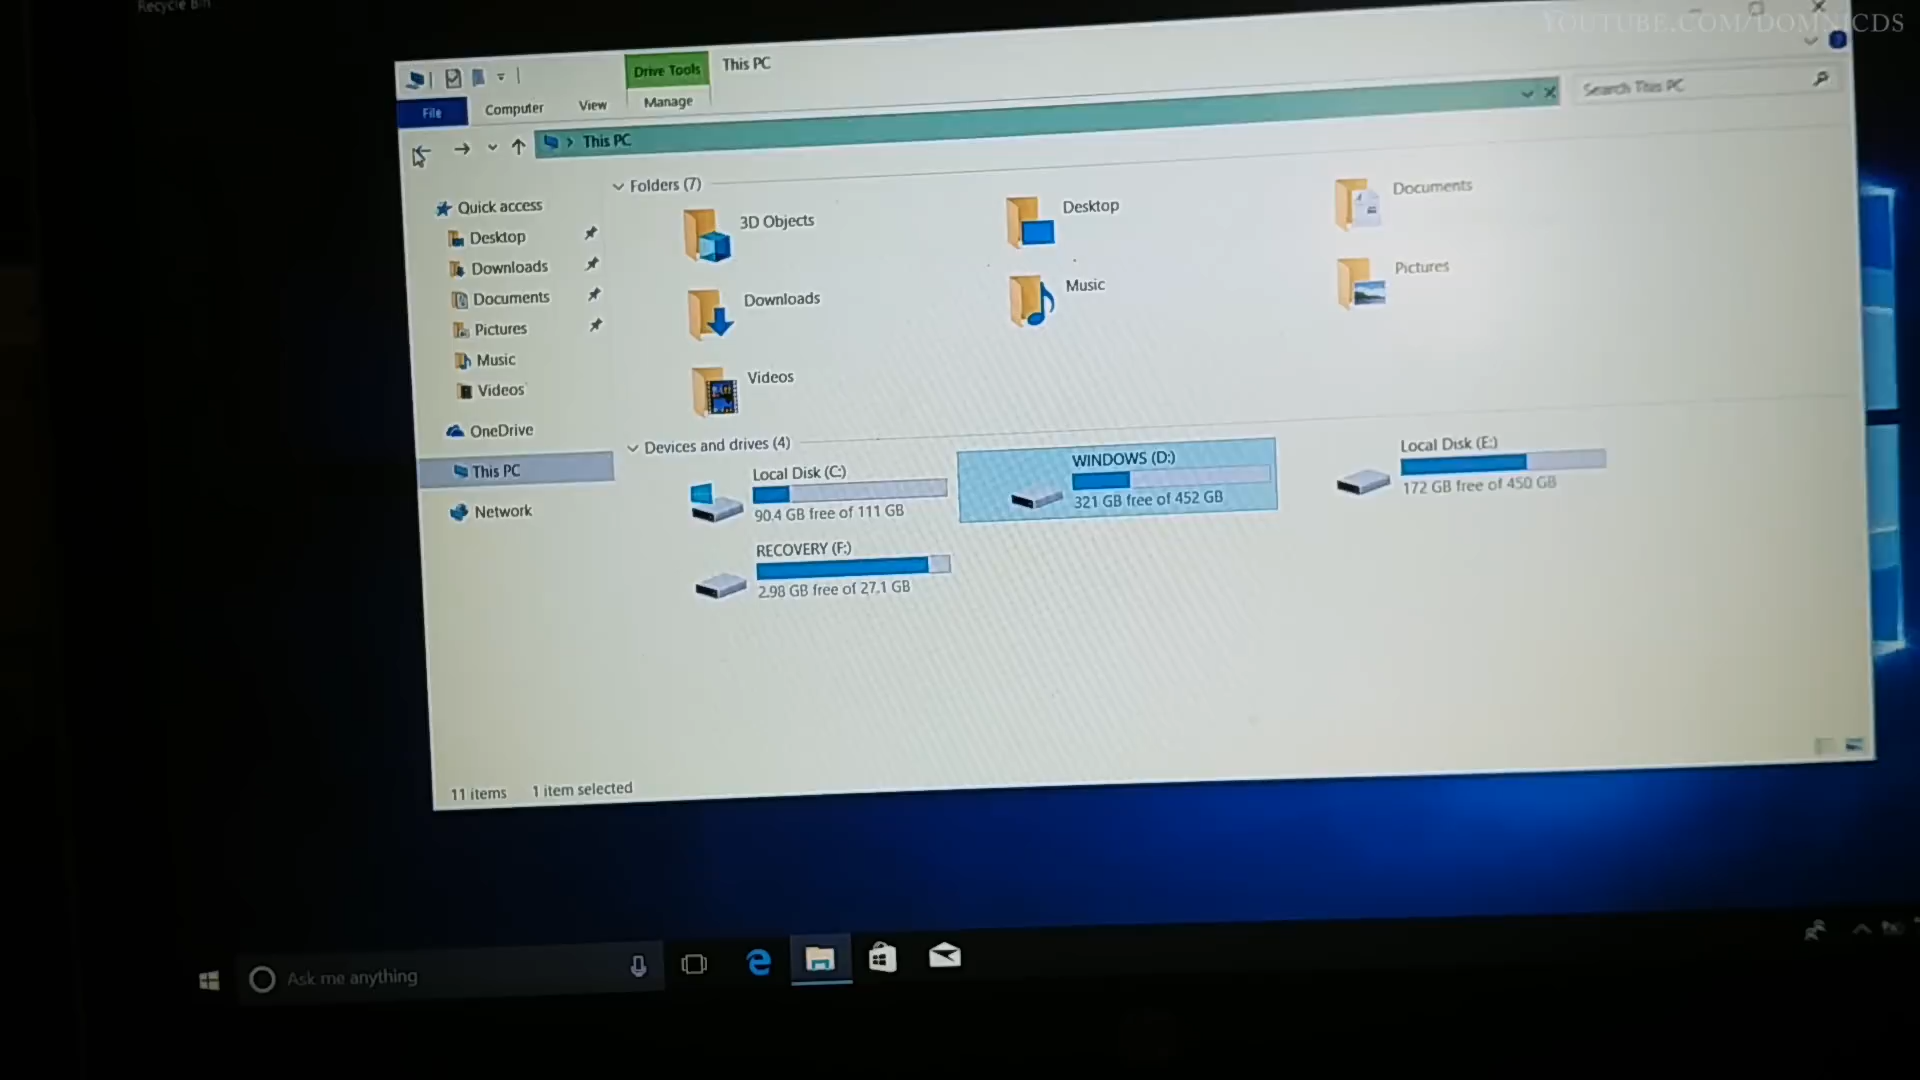 Recycle Bin
YOUTUBE.COM/DOMNICDS
Drive Tools
This PC
File
Computer
View
Manage
This PC
Search This PC
Quick access
Desktop
Downloads
Documents
Pictures
Music
Videos
OneDrive
This PC
Network
Folders (7)
3D Objects
Desktop
Documents
Downloads
Music
Pictures
Videos
Devices and drives (4)
Local Disk (C:)
90.4 GB free of 111 GB
WINDOWS (D:)
321 GB free of 452 GB
Local Disk (E:)
172 GB free of 450 GB
RECOVERY (F:)
2.98 GB free of 27.1 GB
11 items 1 item selected
Ask me anything